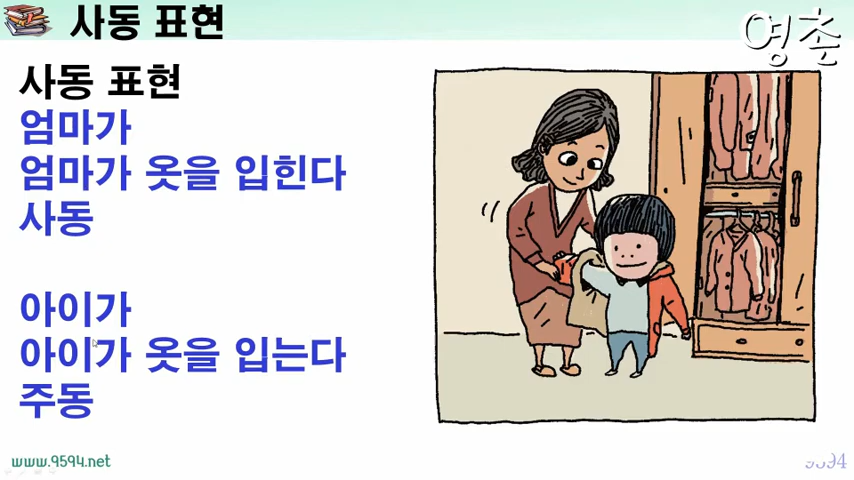 사동 표현
영촌
사동 표현
엄마가
엄마가 옷을 입힌다
사동
아이가
아이가 옷을 입는다
주동
www.9594.net
9594